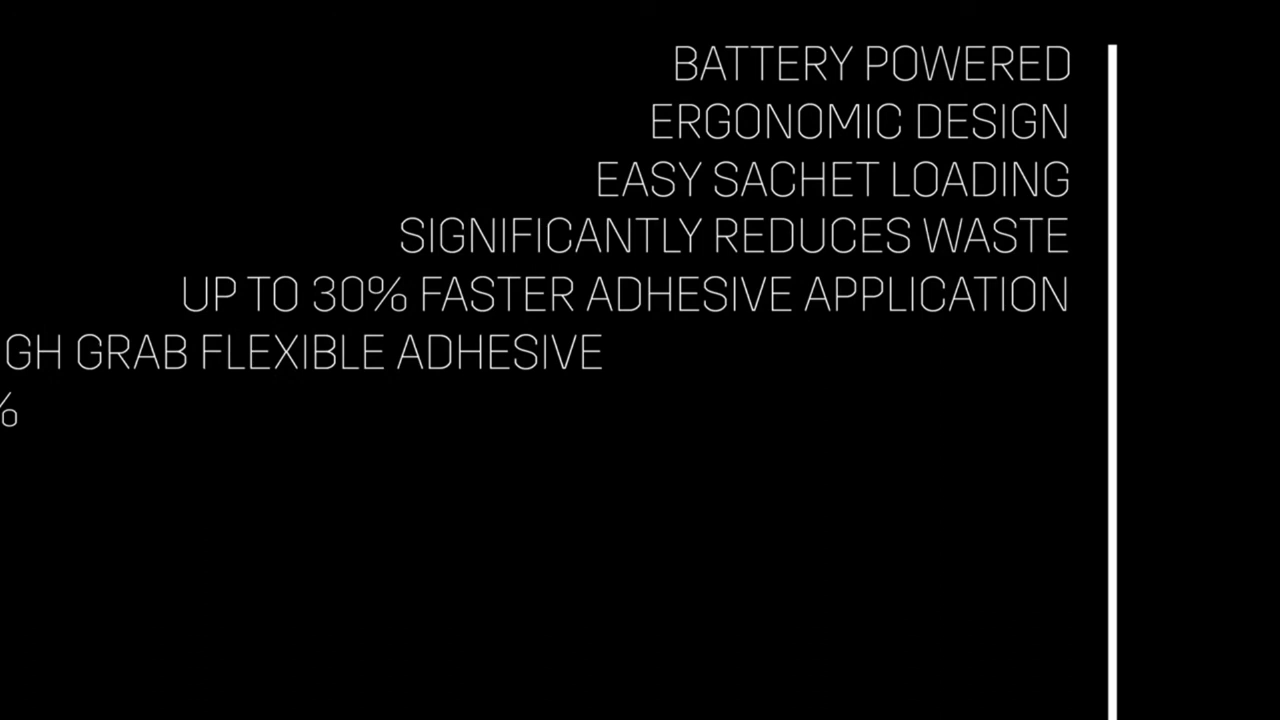 BATTERY POWERED
ERGONOMIC DESIGN
EASY SACHET LOADING
SIGNIFICANTLY REDUCES WASTE
UP TO 30% FASTER ADHESIVE APPLICATION
GH GRAB FLEXIBLE ADHESIVE
%